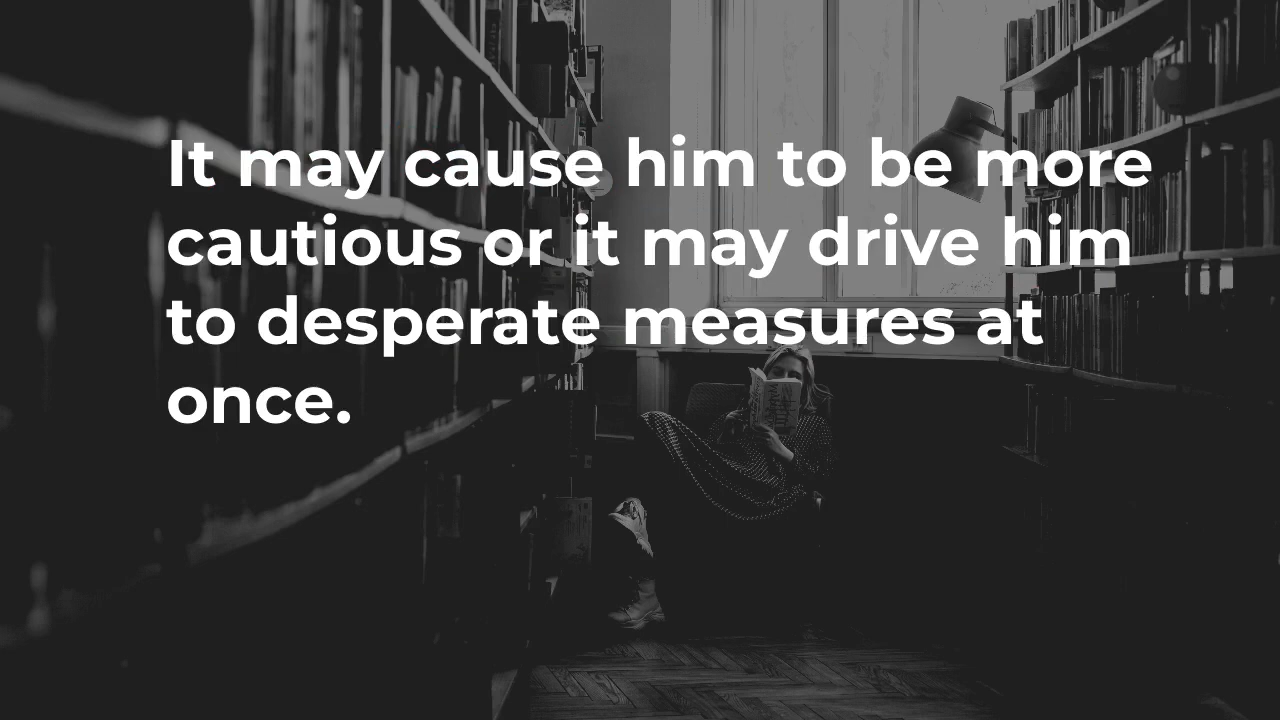 It may cause him to be more
cautious or it may drive him
to desperate measures at
once.